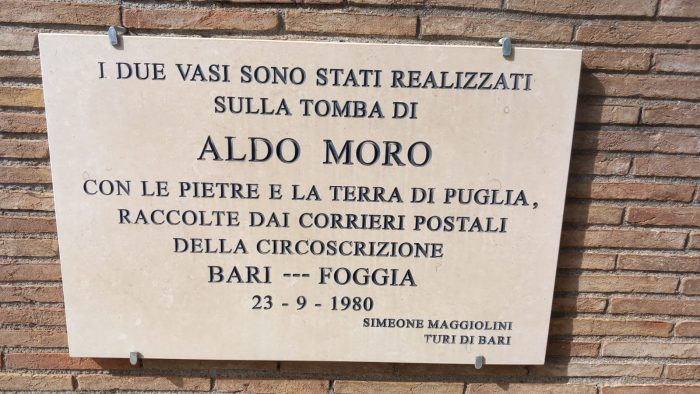 I DUE VASI SONO STATI REALIZZATI
SULLA TOMBA DI
ALDO MORO
CON LE PIETRE E LA TERRA DI PUGLIA,
RACCOLTE DAI CORRIERI POSTALI
DELLA CIRCOSCRIZIONE
BARI --- FOGGIA
23 - 9 - 1980
SIMEONE MAGGIOLINI
TURI DI BARI